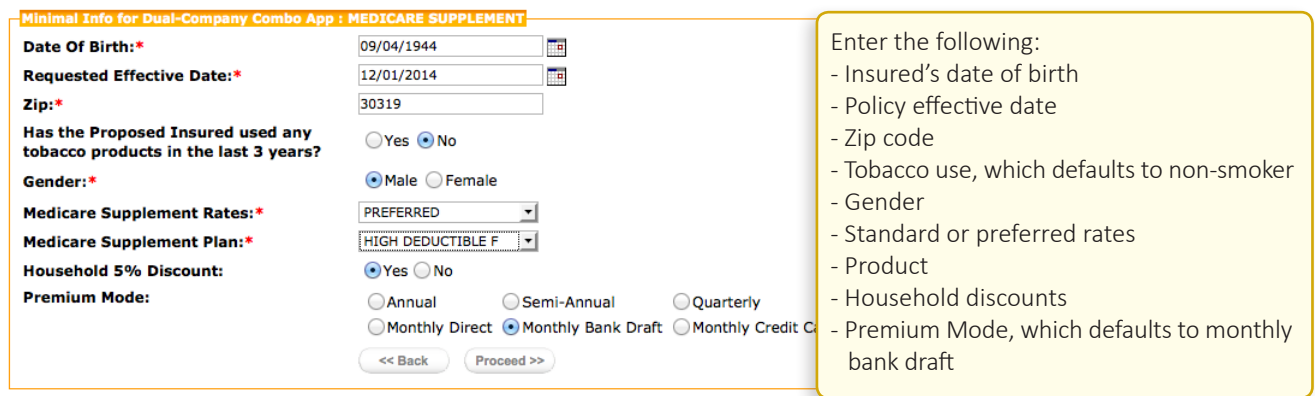 Minimal Info for Dual-Company Combo App : MEDICARE SUPPLEMENT
Date Of Birth:* 09/04/1944
Requested Effective Date:* 12/01/2014
Zip:* 30319
Has the Proposed Insured used any
tobacco products in the last 3 years? Yes No
Gender:* Male Female
Medicare Supplement Rates:* PREFERRED
Medicare Supplement Plan:* HIGH DEDUCTIBLE F
Household 5% Discount: Yes No
Premium Mode: Annual Semi-Annual Quarterly
Monthly Direct Monthly Bank Draft Monthly Credit
<< Back Proceed >>
Enter the following:
- Insured’s date of birth
- Policy effective date
- Zip code
- Tobacco use, which defaults to non-smoker
- Gender
- Standard or preferred rates
- Product
- Household discounts
- Premium Mode, which defaults to monthly
bank draft